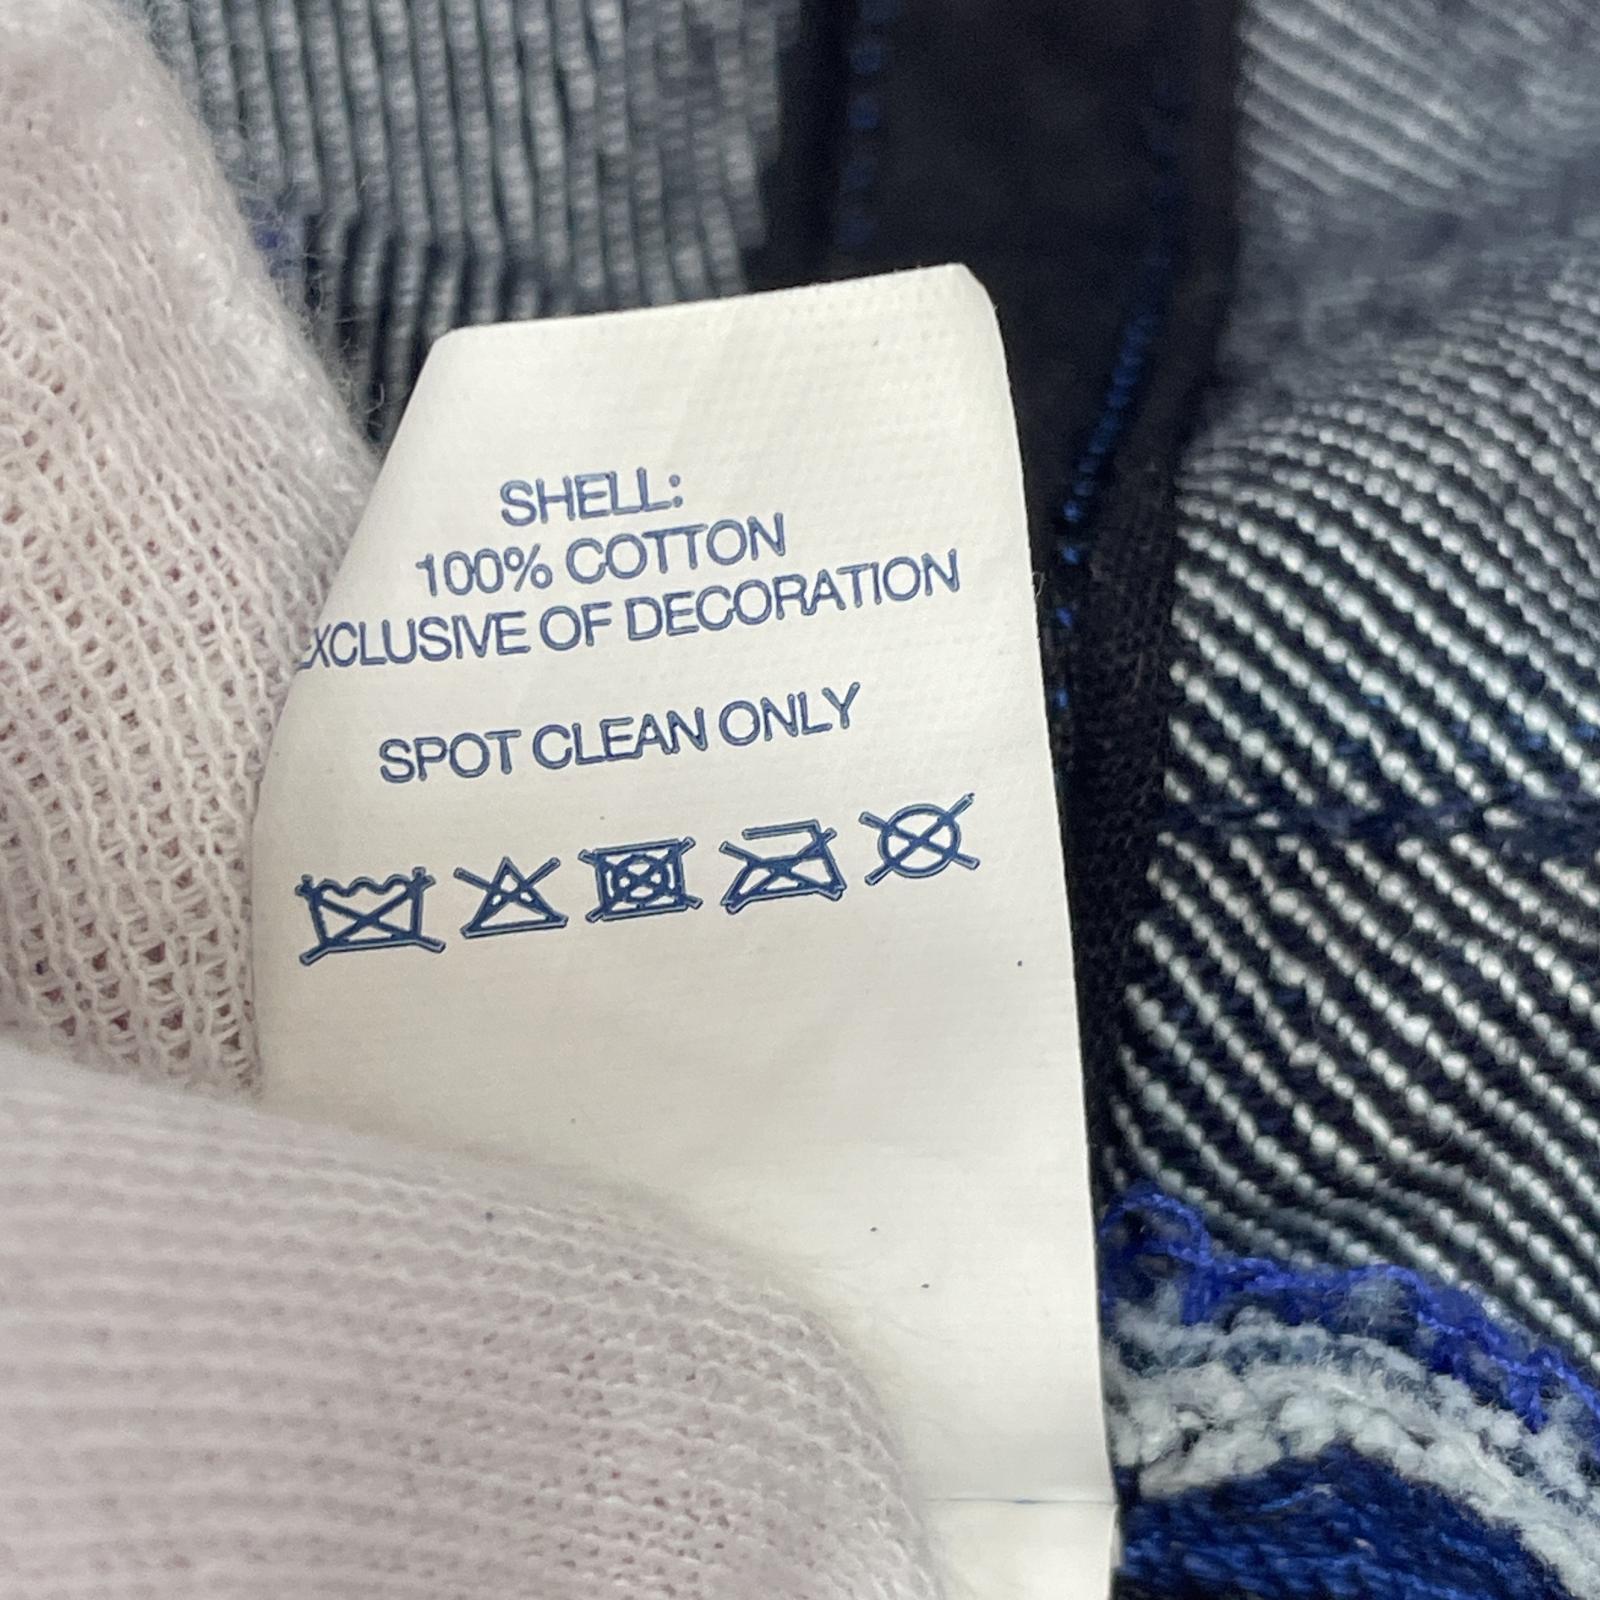 SHELL:
100% COTTON
EXCLUSIVE OF DECORATION
SPOT CLEAN ONLY